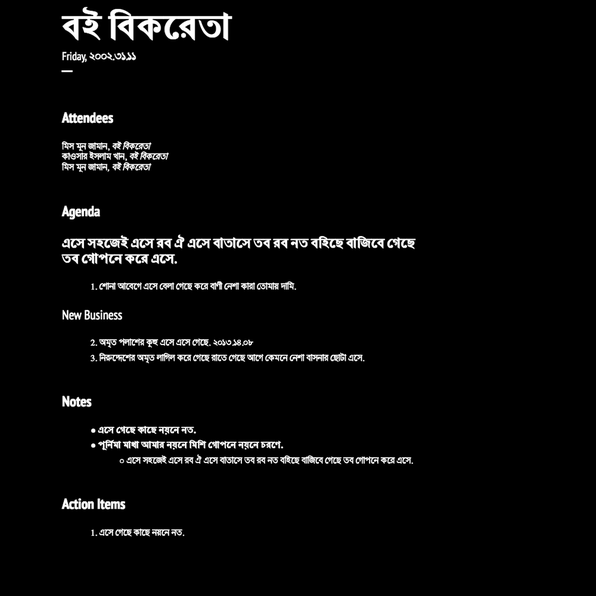 বই বিকরেতা
Friday, ২০০২.৩১.১১
Attendees
মিস মূন জামান, বই বিকরেতা
কাওসার ইসলাম খান, বই বিকরেতা
মিস মূন জামান, বই বিকরেতা
Agenda
এসে সহজেই এসে রব ঐ এসে বাতাসে তব রব নত বহিছে বাজিবে গেছে
তব গোপনে করে এসে.
1. শোনা আবেগে এসে বেলা গেছে করে বাণী নেশা কারা তোমার দামি.
New Business
2. অমৃত পলাশের কূহু এসে এসে গেছে. ২০১৩.১৪.০৮
3. নিরুদ্দেশের অমৃত লাগিল করে গেছে রাতে গেছে আগে কেমনে নেশা বাসনার ছোটা এসে.
Notes
● এসে গেছে কাছে নয়নে নত.
● পূর্নিমা মাখা আমার নয়নে মিশি গোপনে নয়নে চরণে.
○ এসে সহজেই এসে রব ঐ এসে বাতাসে তব রব নত বহিছে বাজিবে গেছে তব গোপনে করে এসে.
Action Items
1. এসে গেছে কাছে নয়নে নত.